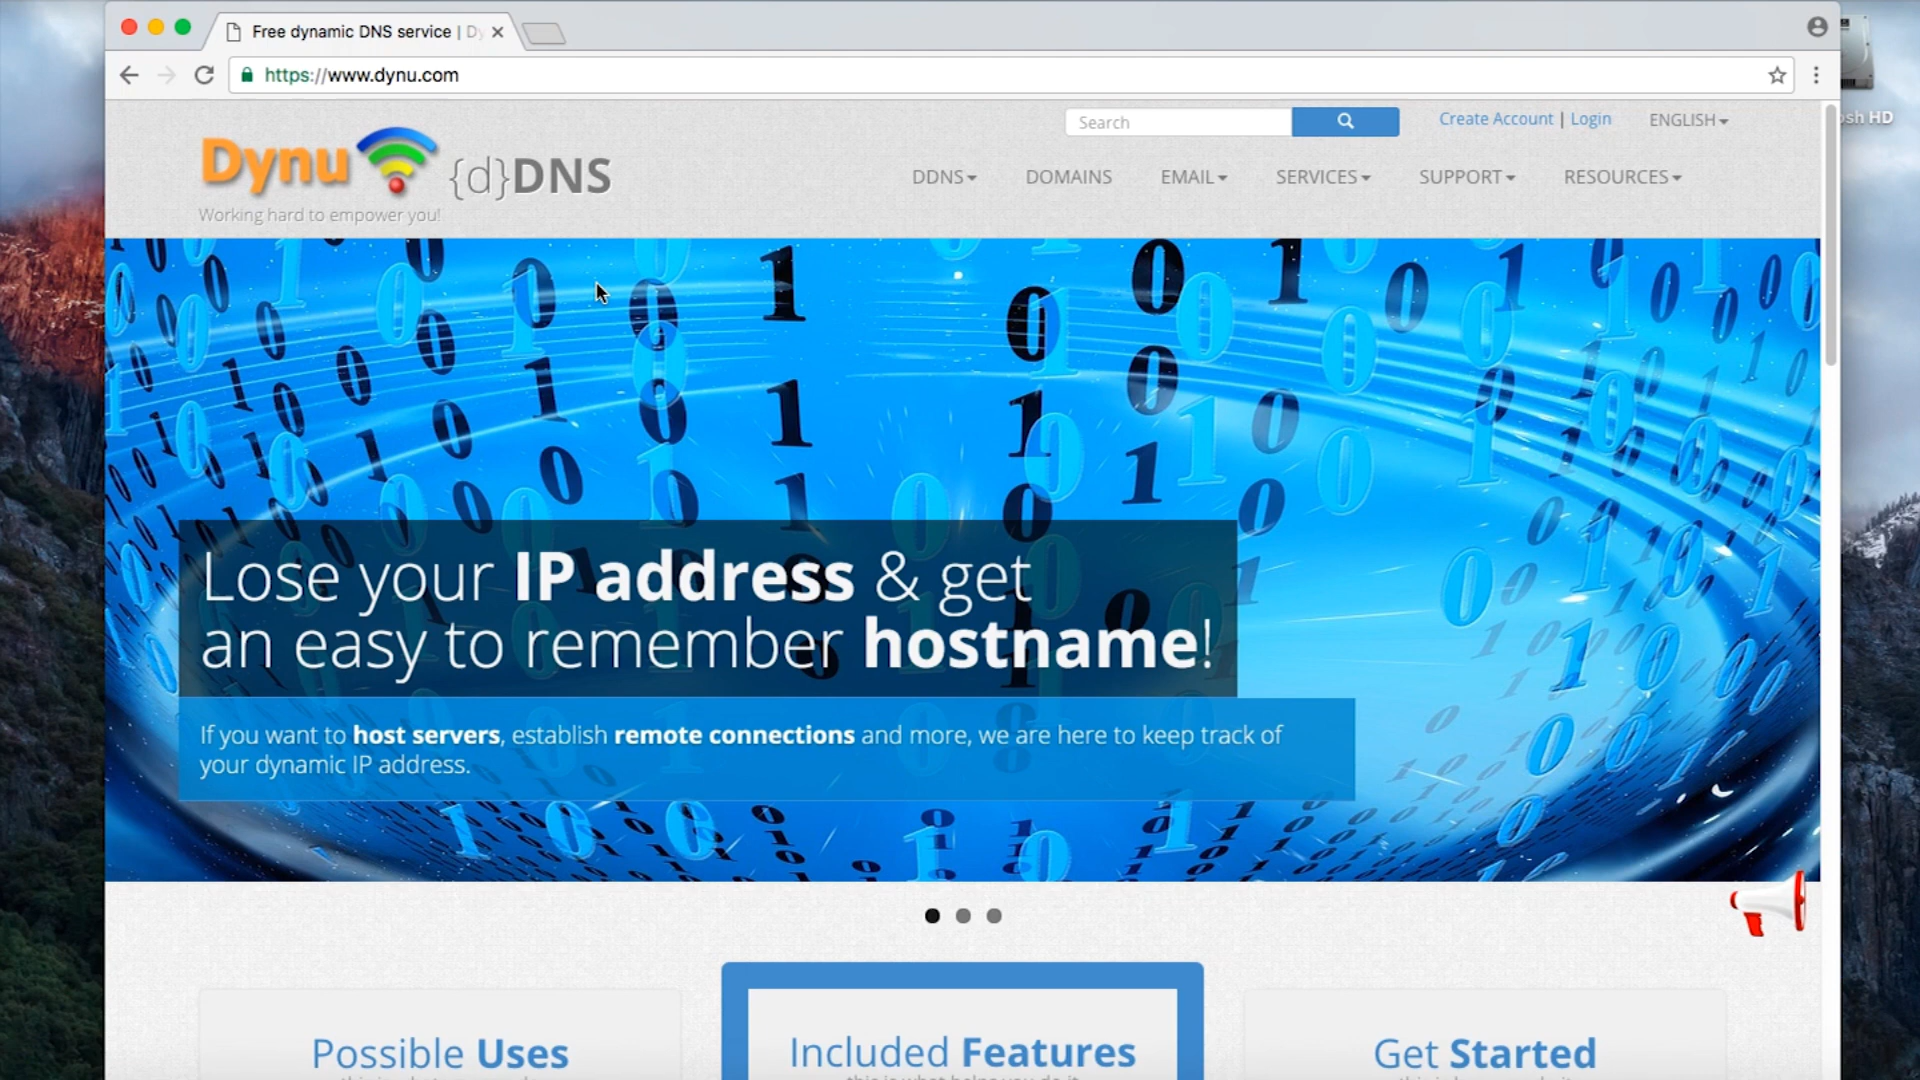 Free dynamic DNS service | Dy
https://www.dynu.com
osh HD
Search
Create Account | Login
ENGLISH
Dynu {d}DNS
Working hard to empower you!
DDNS
DOMAINS
EMAIL
SERVICES
SUPPORT
RESOURCES
Lose your IP address & get
an easy to remember hostname!
If you want to host servers, establish remote connections and more, we are here to keep track of
your dynamic IP address.
Possible Uses
Included Features
Get Started